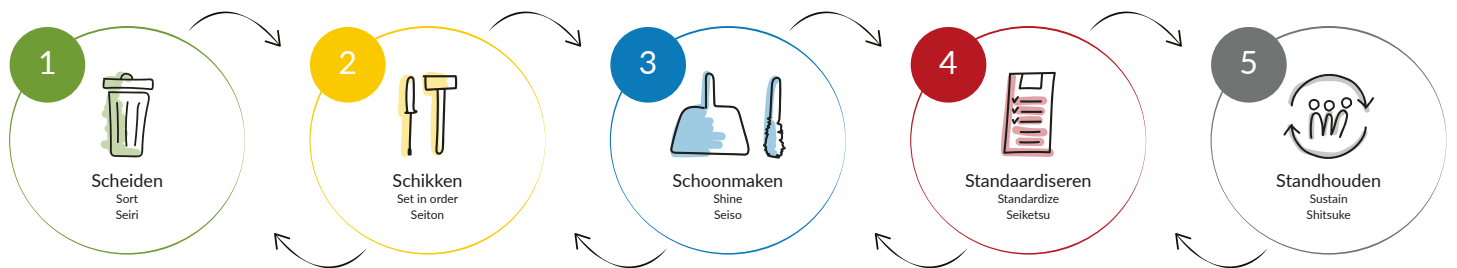 1
Scheiden
Sort
Seiri
2
Schikken
Set in order
Seiton
3
Schoonmaken
Shine
Seiso
4
Standaardiseren
Standardize
Seiketsu
5
Standhouden
Sustain
Shitsuke